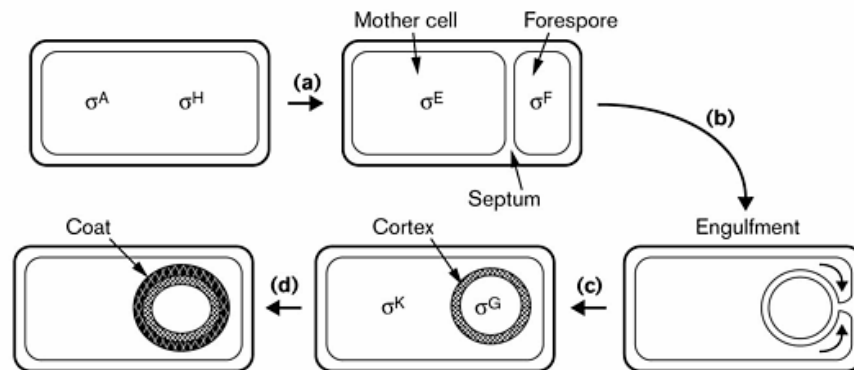 Mother cell
Forespore
σA
σH
(a)
σE
σF
(b)
Septum
Coat
Cortex
Engulfment
(d)
σK
σG
(c)